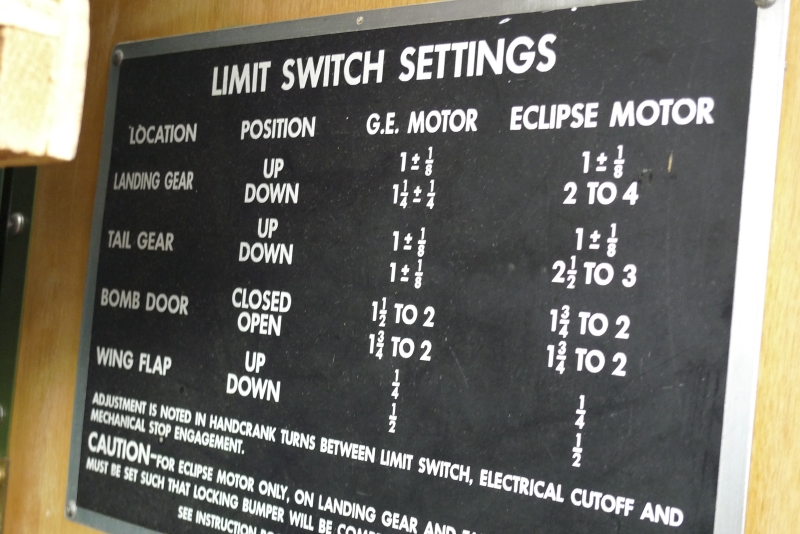 LIMIT SWITCH SETTINGS
LOCATION POSITION G.E. MOTOR ECLIPSE MOTOR
LANDING GEAR UP 1 ± 1/8 1 ± 1/8
DOWN 1 1/4 ± 1/4 2 TO 4
TAIL GEAR UP 1 ± 1/8 1 ± 1/8
DOWN 1 ± 1/8 2 1/2 TO 3
BOMB DOOR CLOSED 1 1/2 TO 2 1 3/4 TO 2
OPEN 1 3/4 TO 2 1 3/4 TO 2
WING FLAP UP 1/4 1/4
DOWN 1/2 1/2
ADJUSTMENT IS NOTED IN HANDCRANK TURNS BETWEEN LIMIT SWITCH, ELECTRICAL CUTOFF AND
MECHANICAL STOP ENGAGEMENT.
CAUTION-FOR ECLIPSE MOTOR ONLY, ON LANDING GEAR AND
MUST BE SET SUCH THAT LOCKING BUMPER WILL BE
SEE INSTRUCTION